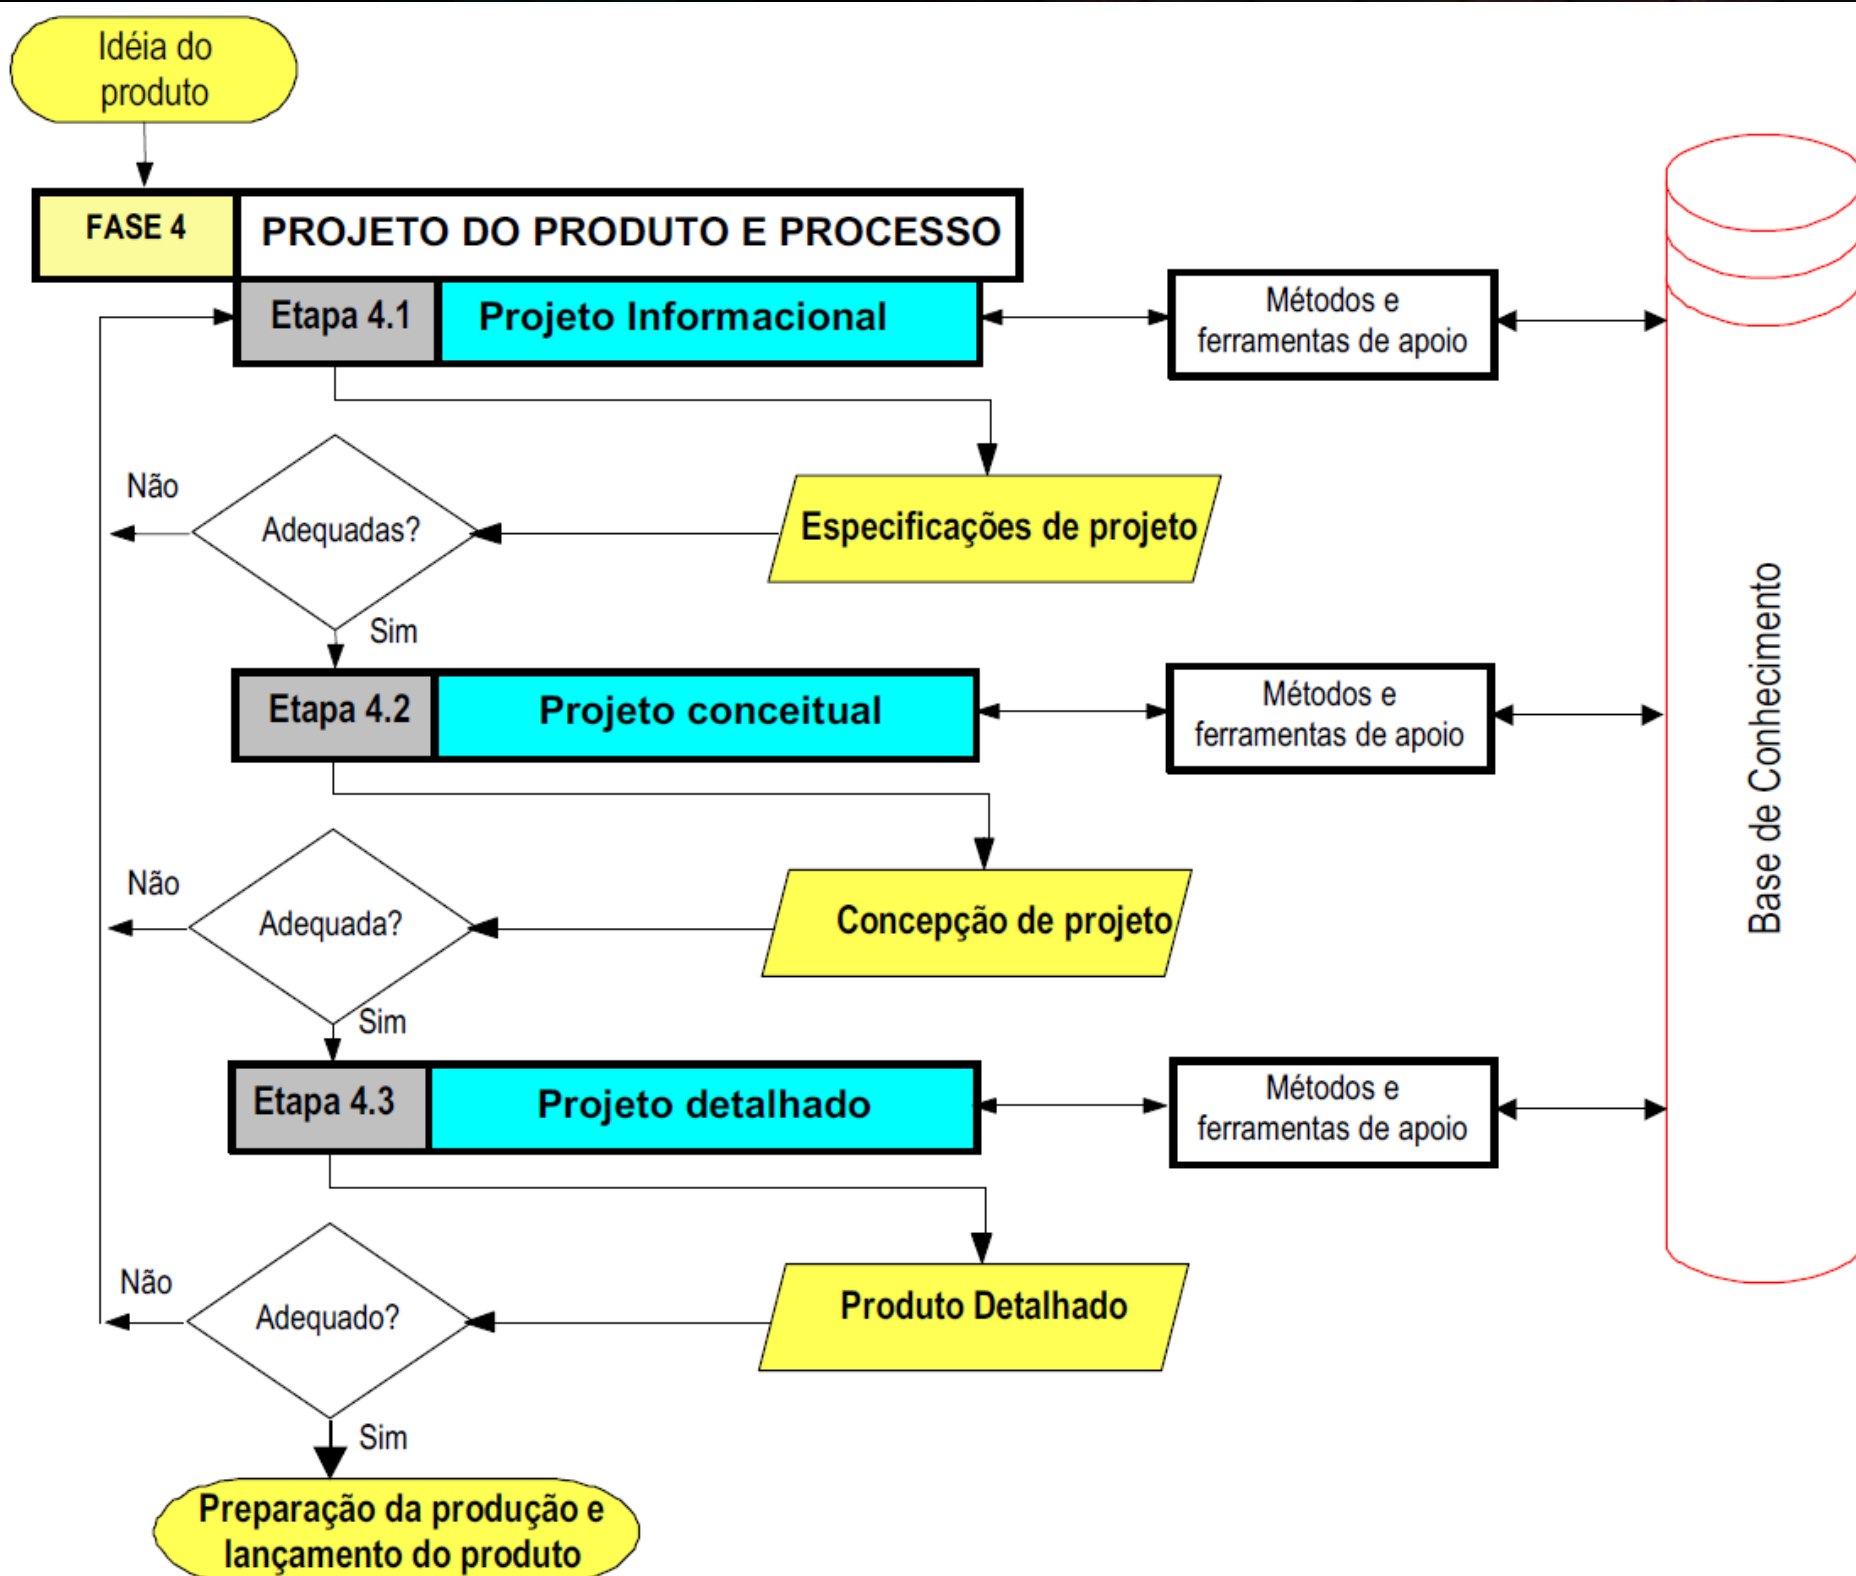 Idéia do
produto
FASE 4
PROJETO DO PRODUTO E PROCESSO
Etapa 4.1
Projeto Informacional
Métodos e
ferramentas de apoio
Não
Adequadas?
Especificações de projeto
Sim
Etapa 4.2
Projeto conceitual
Métodos e
ferramentas de apoio
Base de Conhecimento
Não
Adequada?
Concepção de projeto
Sim
Etapa 4.3
Projeto detalhado
Métodos e
ferramentas de apoio
Não
Adequado?
Produto Detalhado
Sim
Preparação da produção e
lançamento do produto